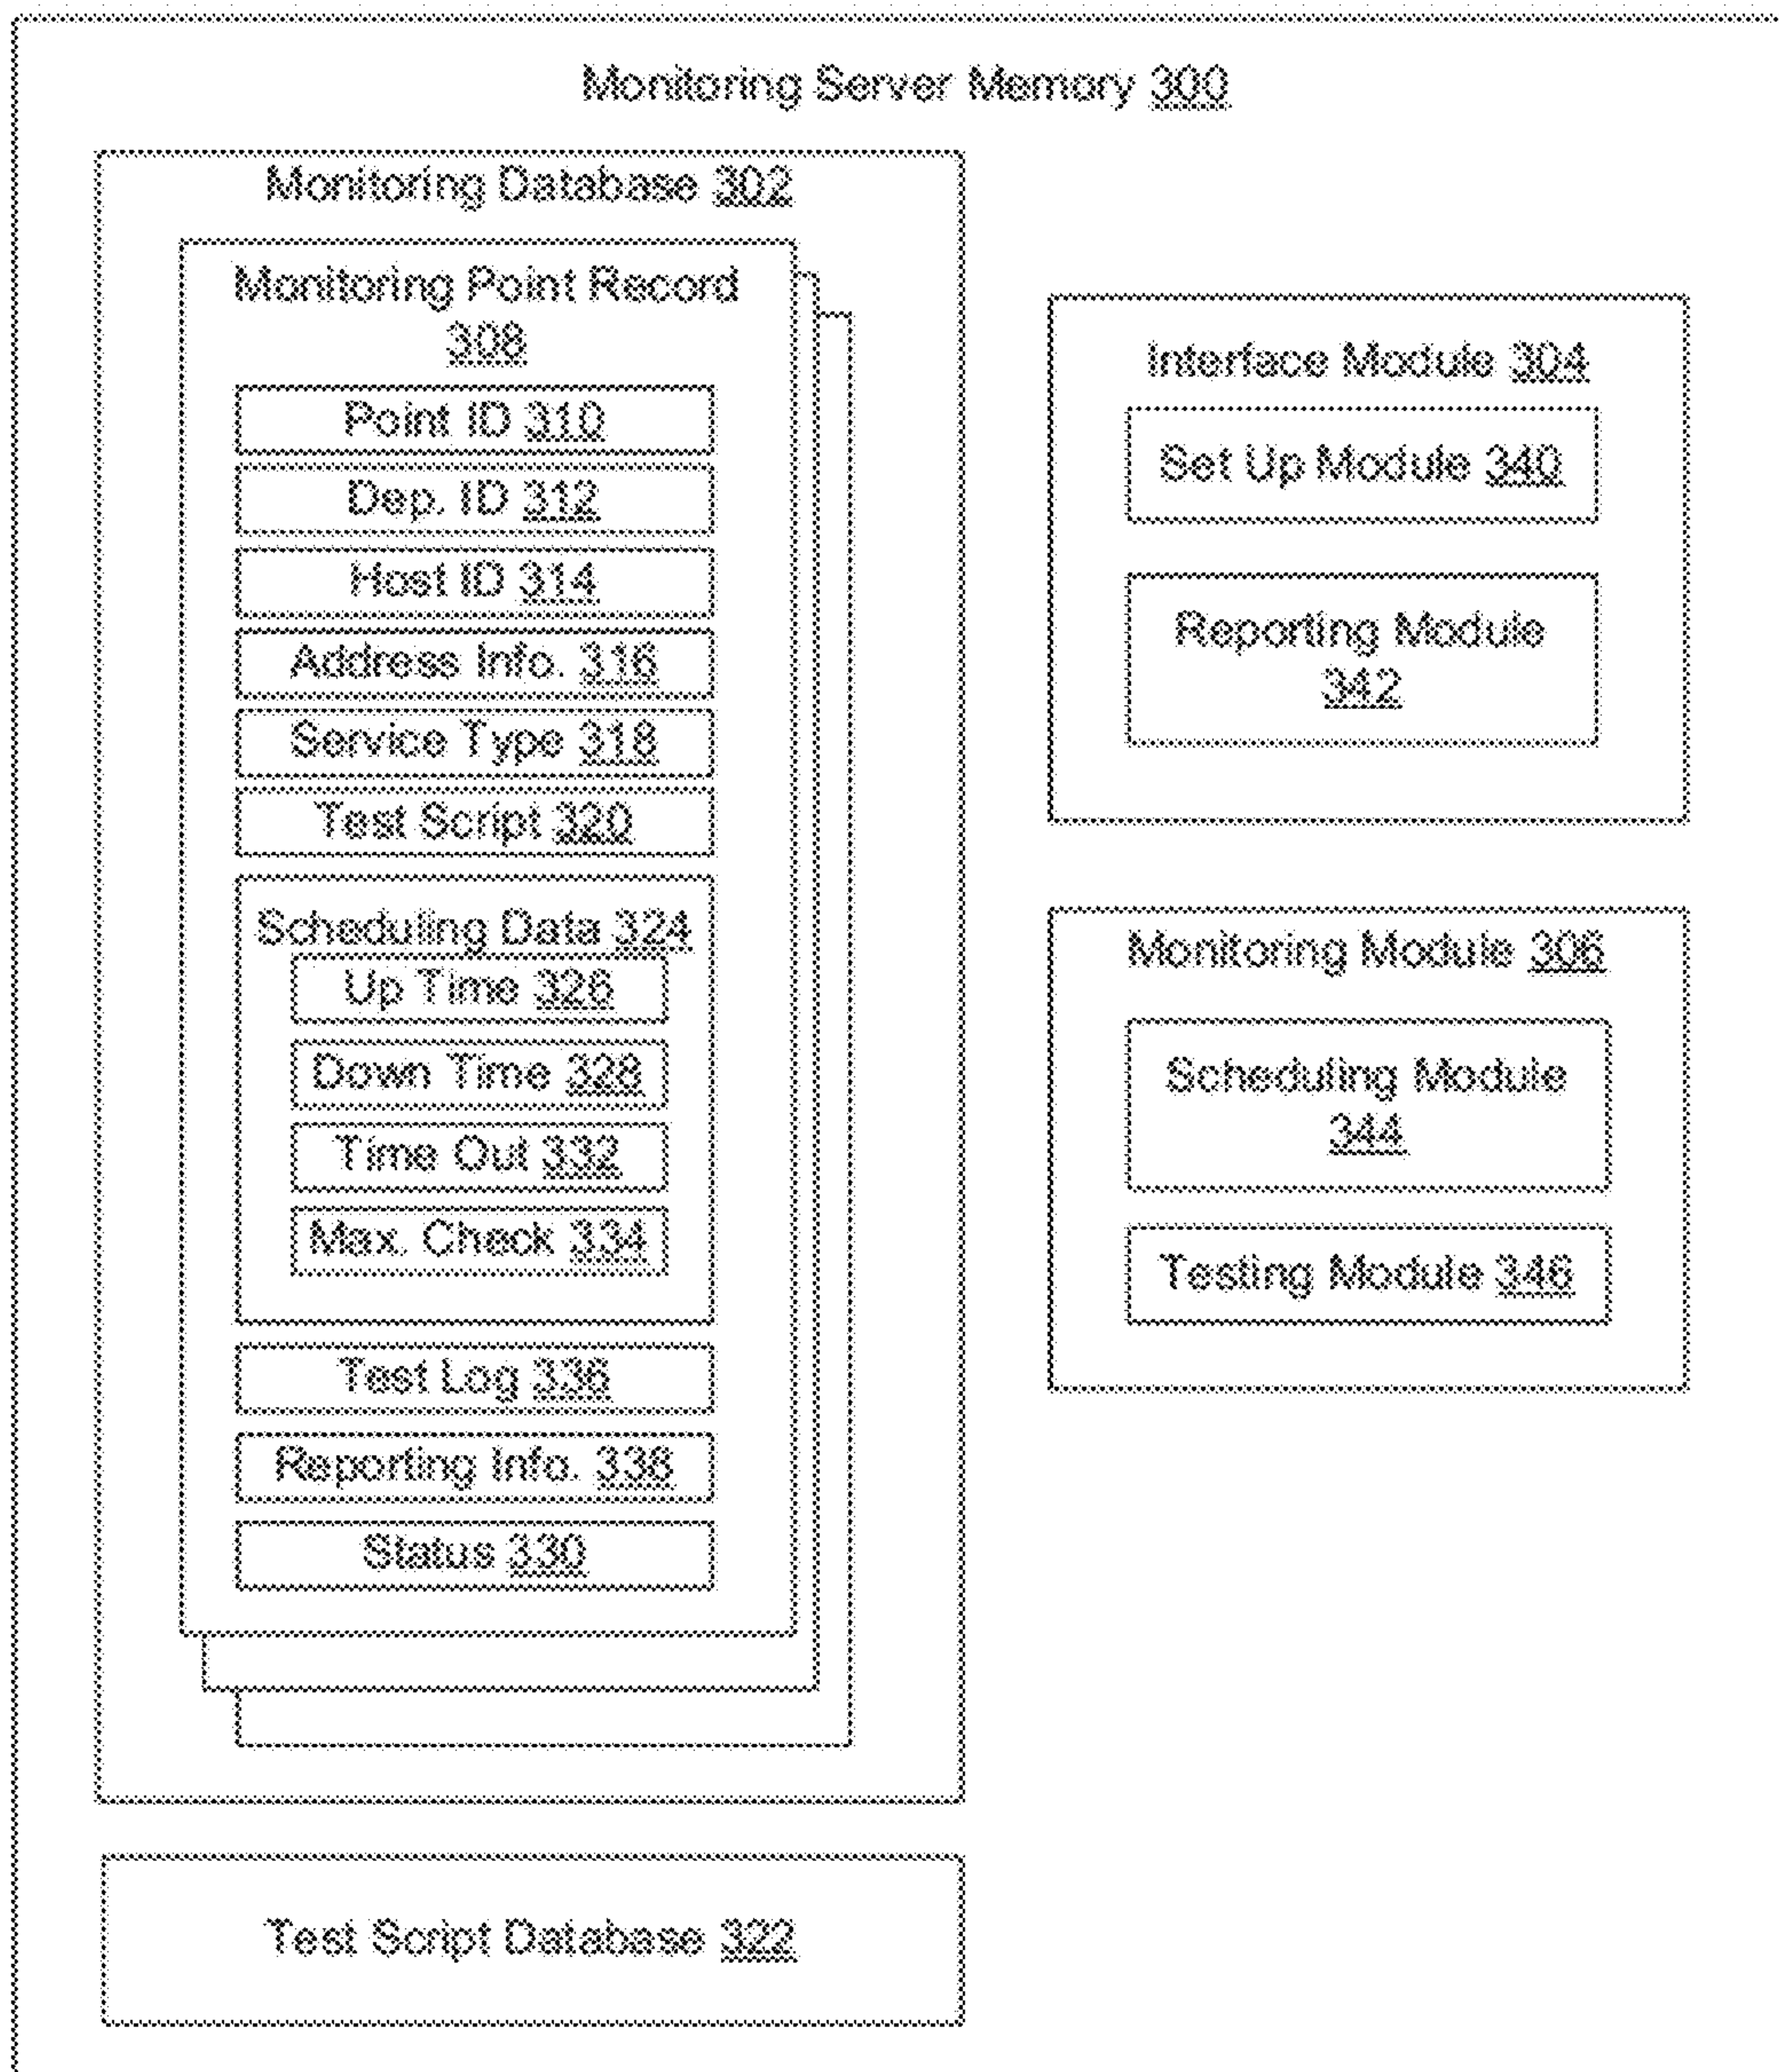 Monitoring Server Memory 300
Monitoring Database 302
Monitoring Point Record
308
Point ID 310
Dep. ID 312
Host ID 314
Address Info. 316
Service Type 318
Test Script 320
Scheduling Data 324
Up Time 326
Down Time 328
Time Out 332
Max. Check 334
Test Log 336
Reporting Info. 338
Status 330
Test Script Database 322
Interface Module 304
Set Up Module 340
Reporting Module
342
Monitoring Module 306
Scheduling Module
344
Testing Module 346